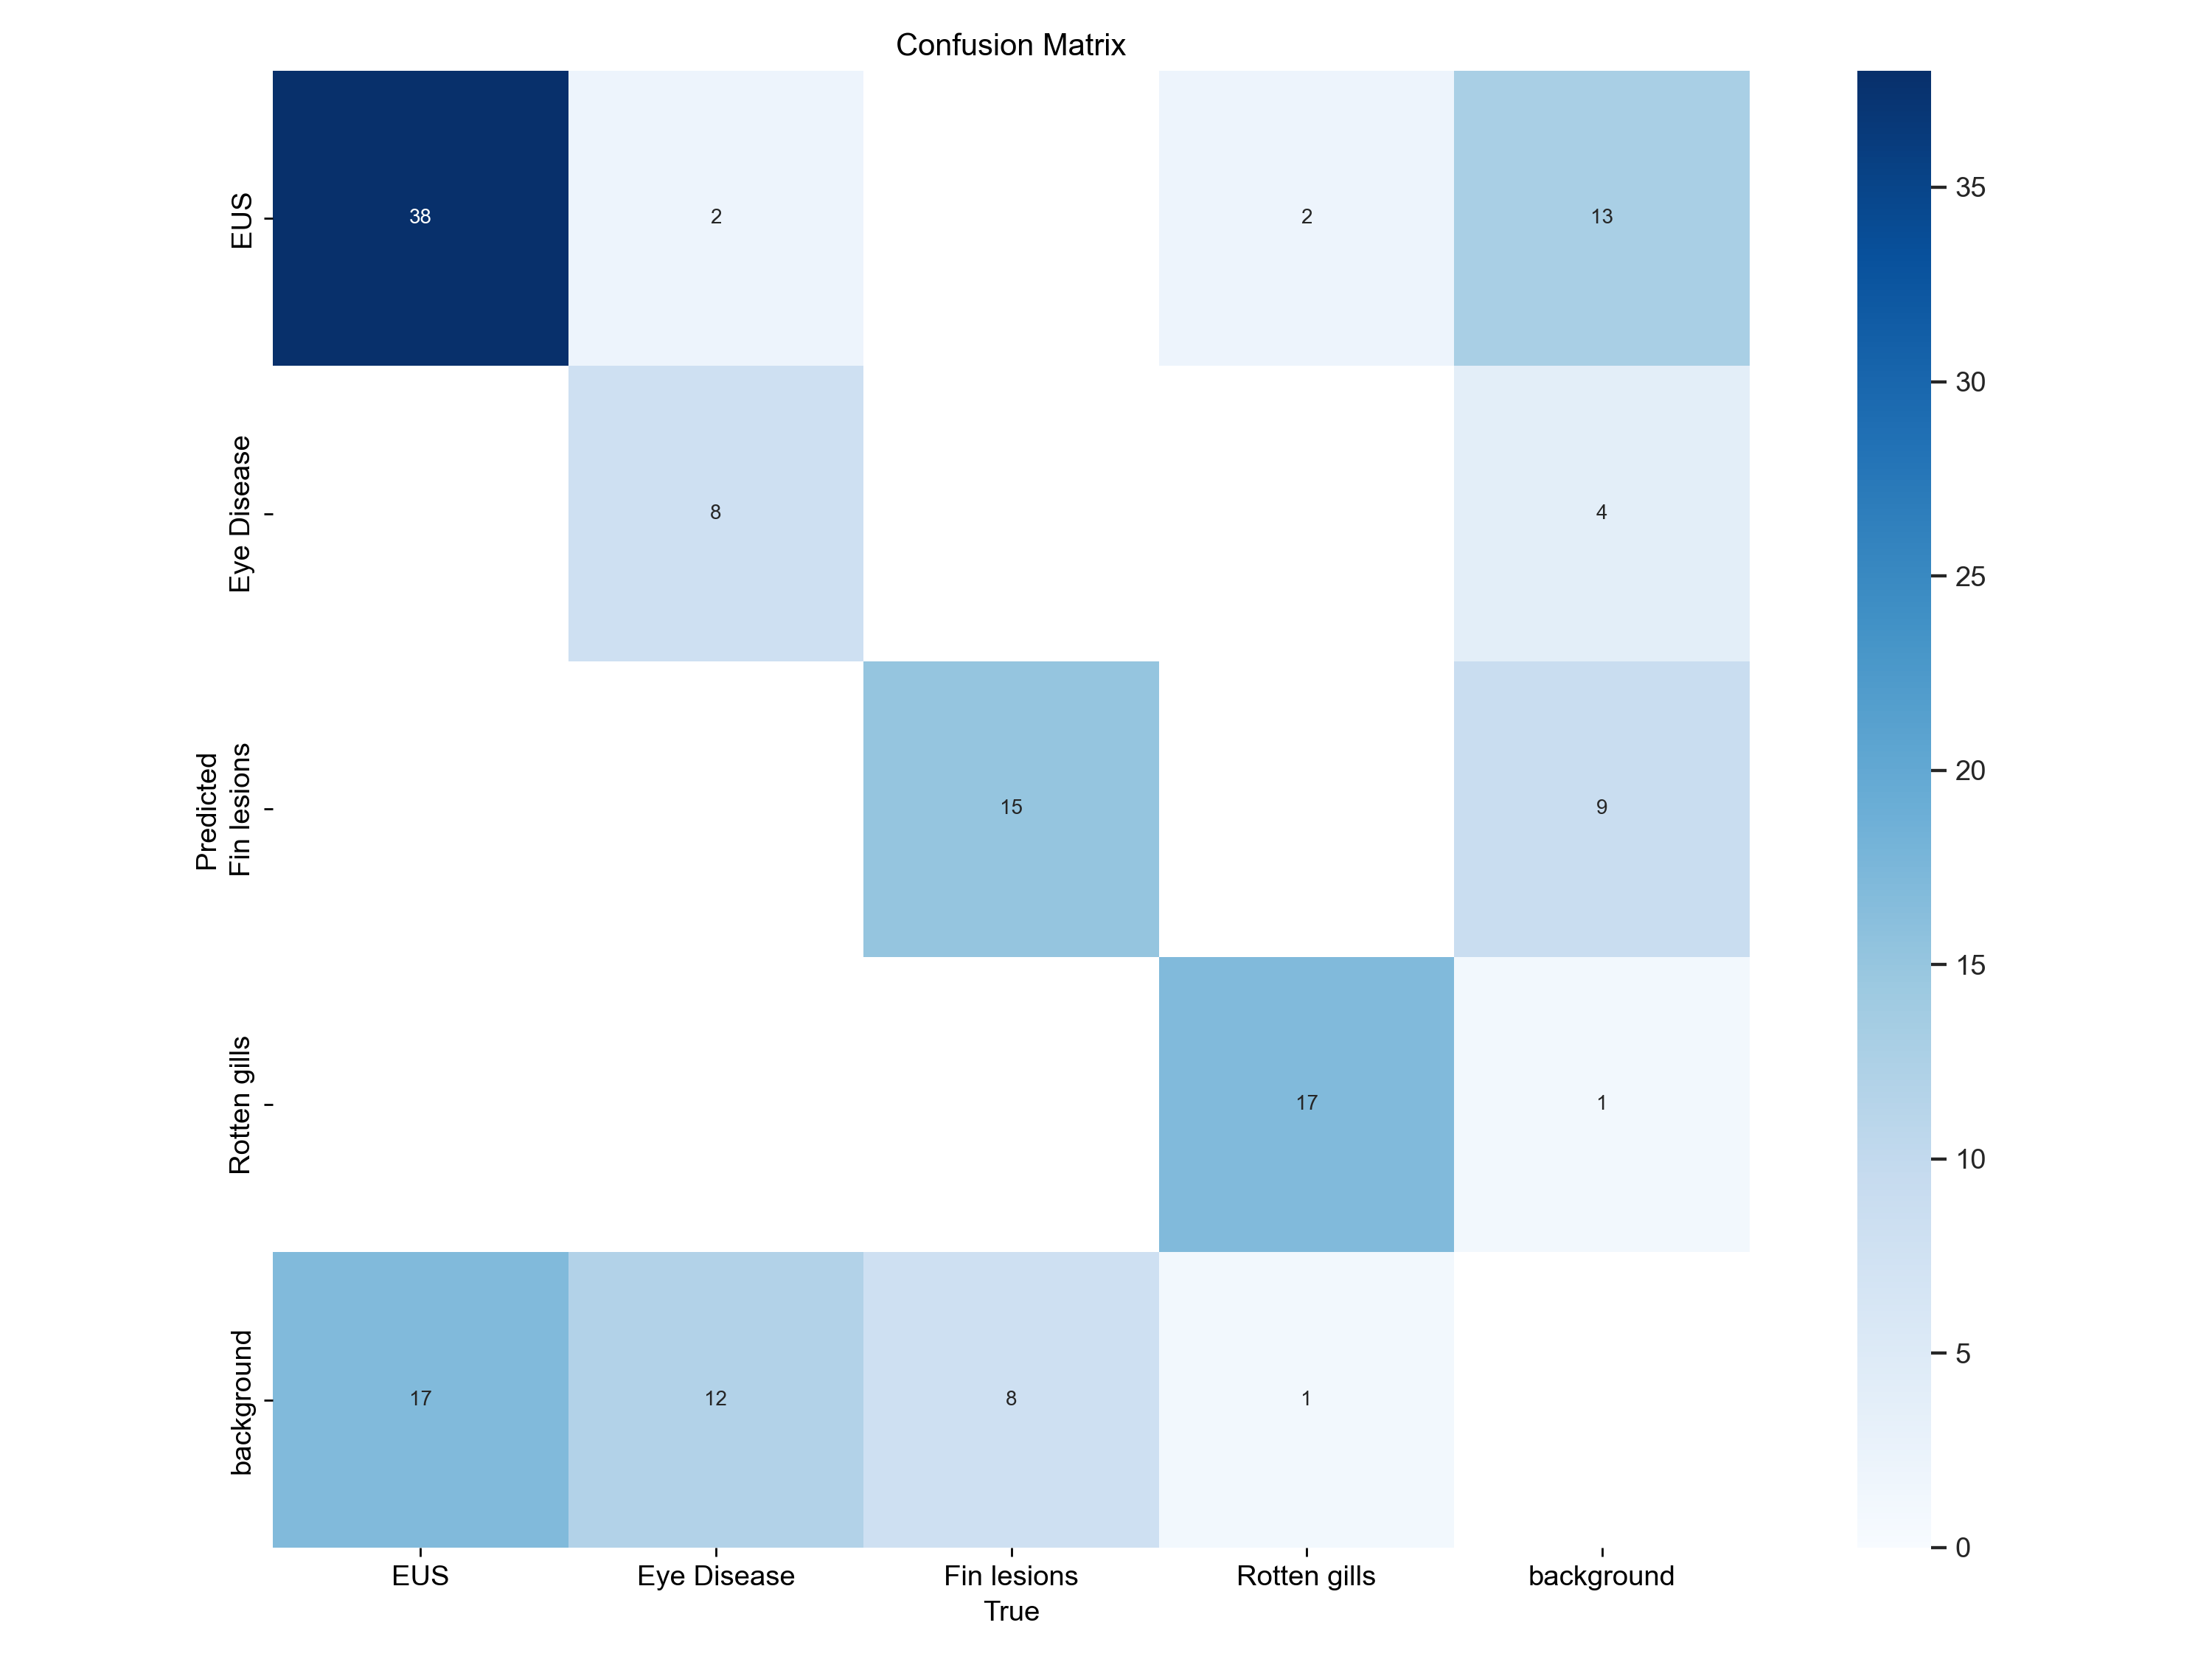 Confusion Matrix
EUS
Eye Disease
Fin lesions
Rotten gills
background
Predicted
38 2 2 13
8 4
15 9
17 1
17 12 8 1
EUS Eye Disease Fin lesions Rotten gills background
True
35
30
25
20
15
10
5
0